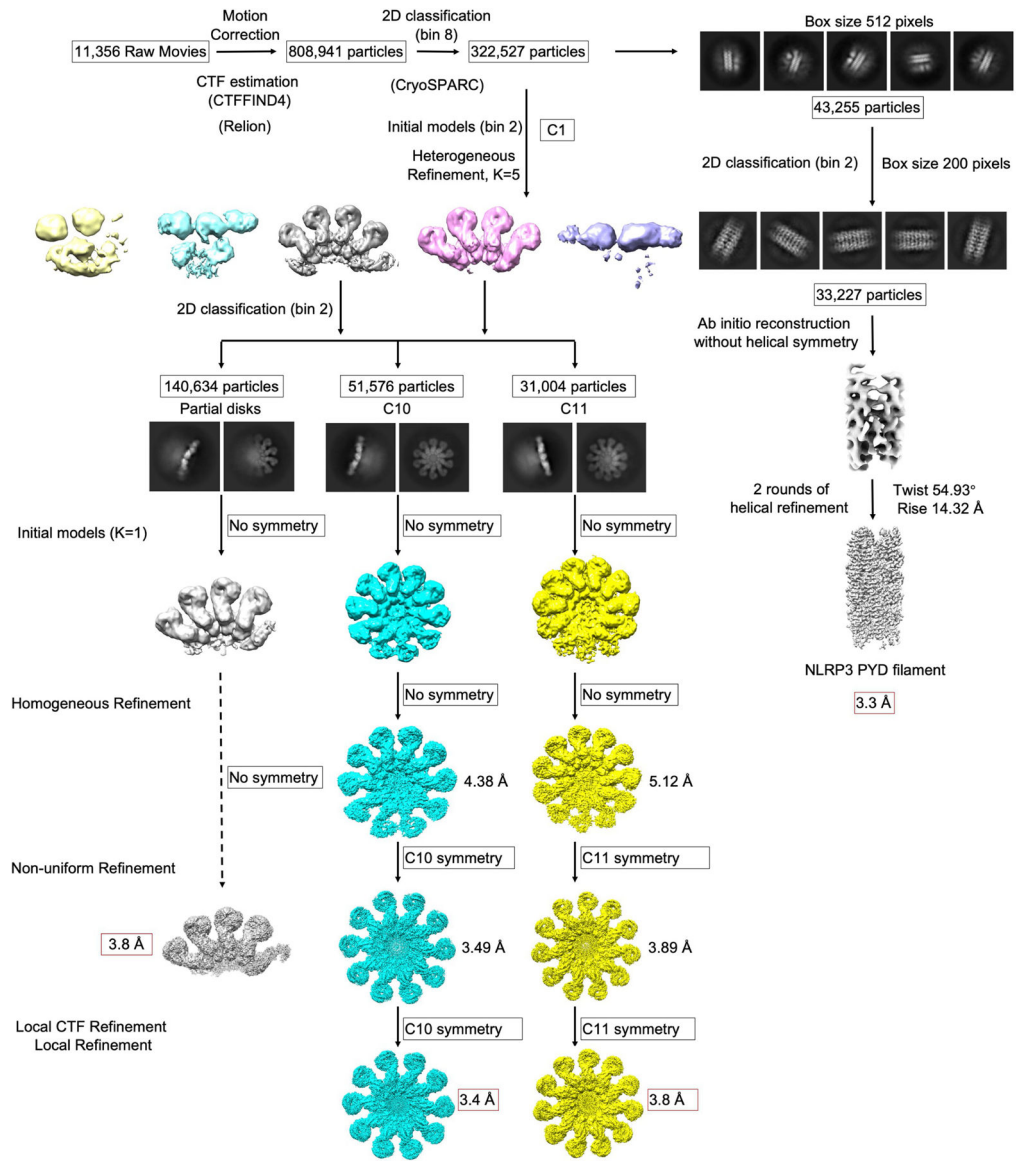 11,356 Raw Movies
Motion
Correction
808,941 particles
2D classification
(bin 8)
322,527 particles
CTF estimation
(CTFFIND4)
(Relion)
(CryoSPARC)
Box size 512 pixels
43,255 particles
Initial models (bin 2)
C1
Heterogeneous
Refinement, K=5
2D classification (bin 2)
Box size 200 pixels
33,227 particles
2D classification (bin 2)
Ab initio reconstruction
without helical symmetry
140,634 particles
Partial disks
51,576 particles
C10
31,004 particles
C11
2 rounds of
helical refinement
Twist 54.93°
Rise 14.32 Å
Initial models (K=1)
No symmetry
No symmetry
No symmetry
NLRP3 PYD filament
3.3 Å
Homogeneous Refinement
No symmetry
No symmetry
No symmetry
4.38 Å
5.12 Å
Non-uniform Refinement
C10 symmetry
C11 symmetry
3.8 Å
3.49 Å
3.89 Å
Local CTF Refinement
Local Refinement
C10 symmetry
C11 symmetry
3.4 Å
3.8 Å